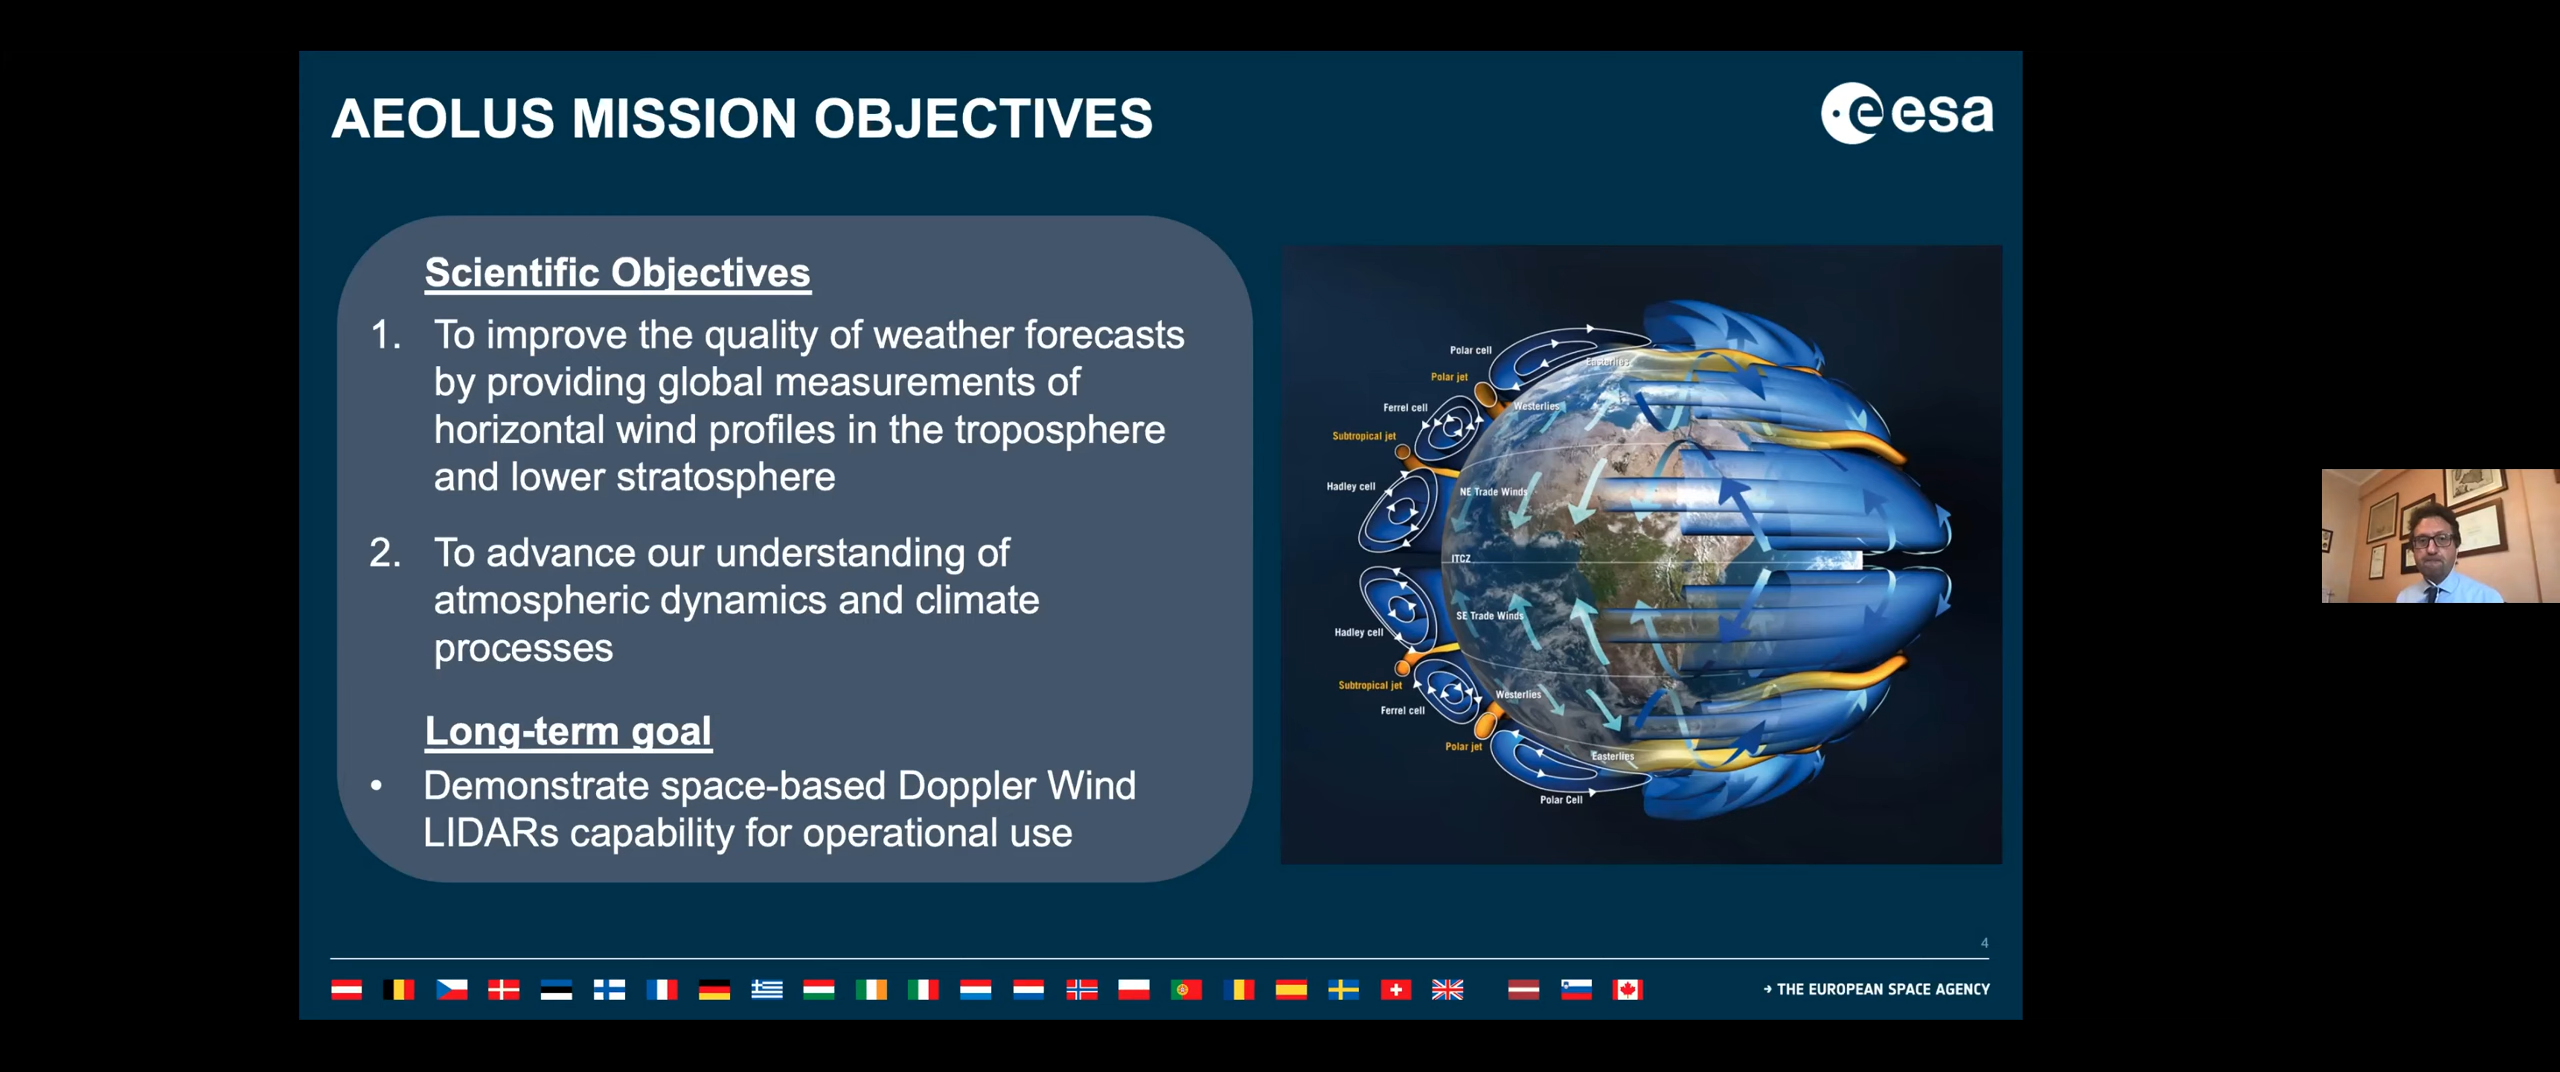 AEOLUS MISSION OBJECTIVES
esa
Scientific Objectives
1. To improve the quality of weather forecasts
by providing global measurements of
horizontal wind profiles in the troposphere
and lower stratosphere
2. To advance our understanding of
atmospheric dynamics and climate
processes
Long-term goal
• Demonstrate space-based Doppler Wind
LIDARs capability for operational use
Polar cell
Easterlies
Polar jet
Ferrel cell
Westerlies
Subtropical jet
Hadley cell
NE Trade Winds
ITCZ
SE Trade Winds
Hadley cell
Subtropical jet
Westerlies
Ferrel cell
Polar jet
Easterlies
Polar Cell
4
→ THE EUROPEAN SPACE AGENCY